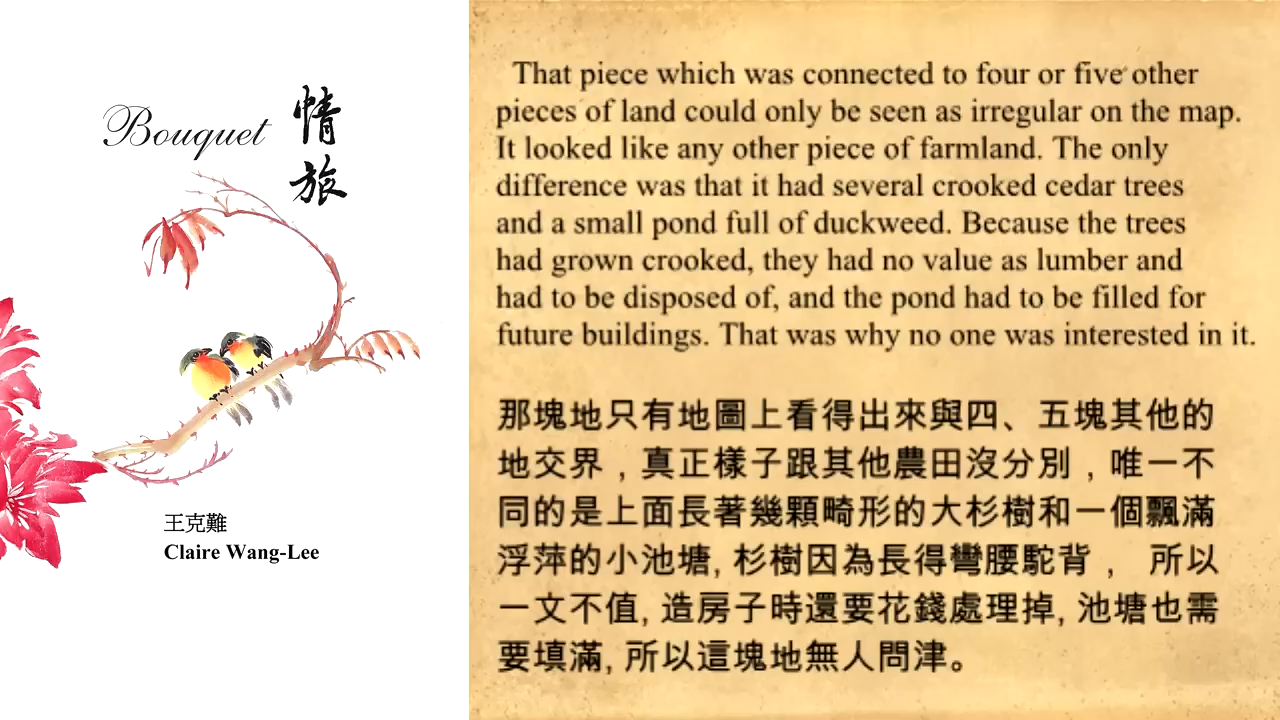 Bouquet
情旅
王克難
Claire Wang-Lee
That piece which was connected to four or five other
pieces of land could only be seen as irregular on the map.
It looked like any other piece of farmland. The only
difference was that it had several crooked cedar trees
and a small pond full of duckweed. Because the trees
had grown crooked, they had no value as lumber and
had to be disposed of, and the pond had to be filled for
future buildings. That was why no one was interested in it.
那塊地只有地圖上看得出來與四、五塊其他的
地交界，真正樣子跟其他農田沒分別，唯一不
同的是上面長著幾顆畸形的大杉樹和一個飄滿
浮萍的小池塘, 杉樹因為長得彎腰駝背， 所以
一文不值, 造房子時還要花錢處理掉, 池塘也需
要填滿, 所以這塊地無人問津。